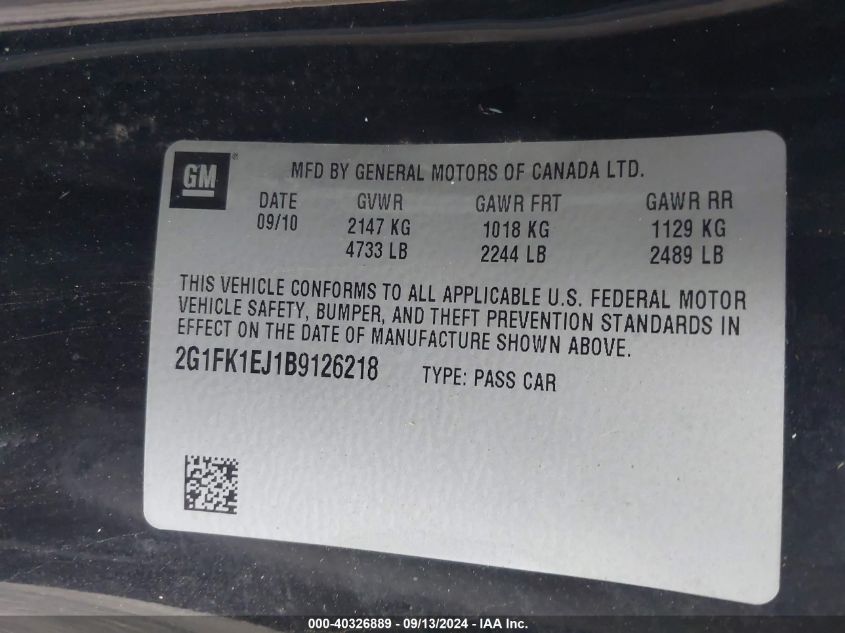 GM®
MFD BY GENERAL MOTORS OF CANADA LTD.
DATE GVWR GAWR FRT GAWR RR
09/10 2147 KG 1018 KG 1129 KG
4733 LB 2244 LB 2489 LB
THIS VEHICLE CONFORMS TO ALL APPLICABLE U.S. FEDERAL MOTOR
VEHICLE SAFETY, BUMPER, AND THEFT PREVENTION STANDARDS IN
EFFECT ON THE DATE OF MANUFACTURE SHOWN ABOVE.
2G1FK1EJ1B9126218 TYPE: PASS CAR
000-40326889 - 09/13/2024 - IAA Inc.